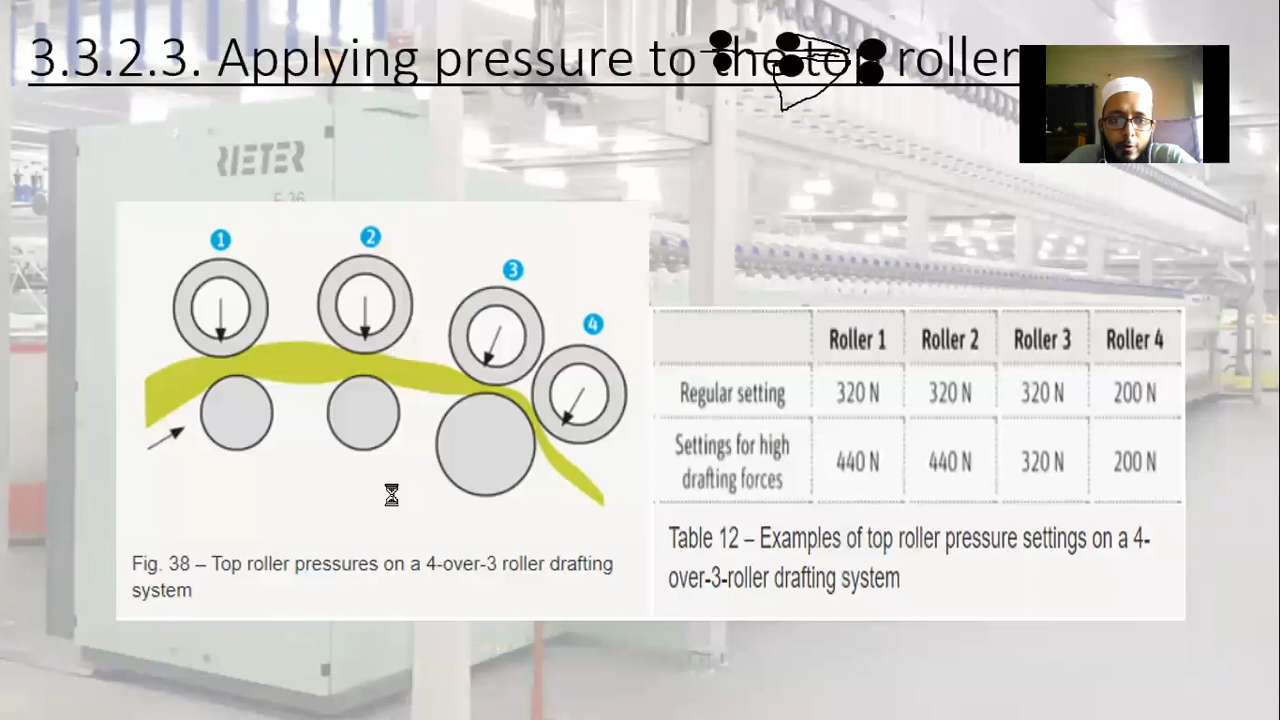 3.3.2.3. Applying pressure to the top roller
RIETER
1
2
3
4
Fig. 38 – Top roller pressures on a 4-over-3 roller drafting
system
Roller 1 Roller 2 Roller 3 Roller 4
Regular setting 320 N 320 N 320 N 200 N
Settings for high
drafting forces 440 N 440 N 320 N 200 N
Table 12 – Examples of top roller pressure settings on a 4-
over-3-roller drafting system